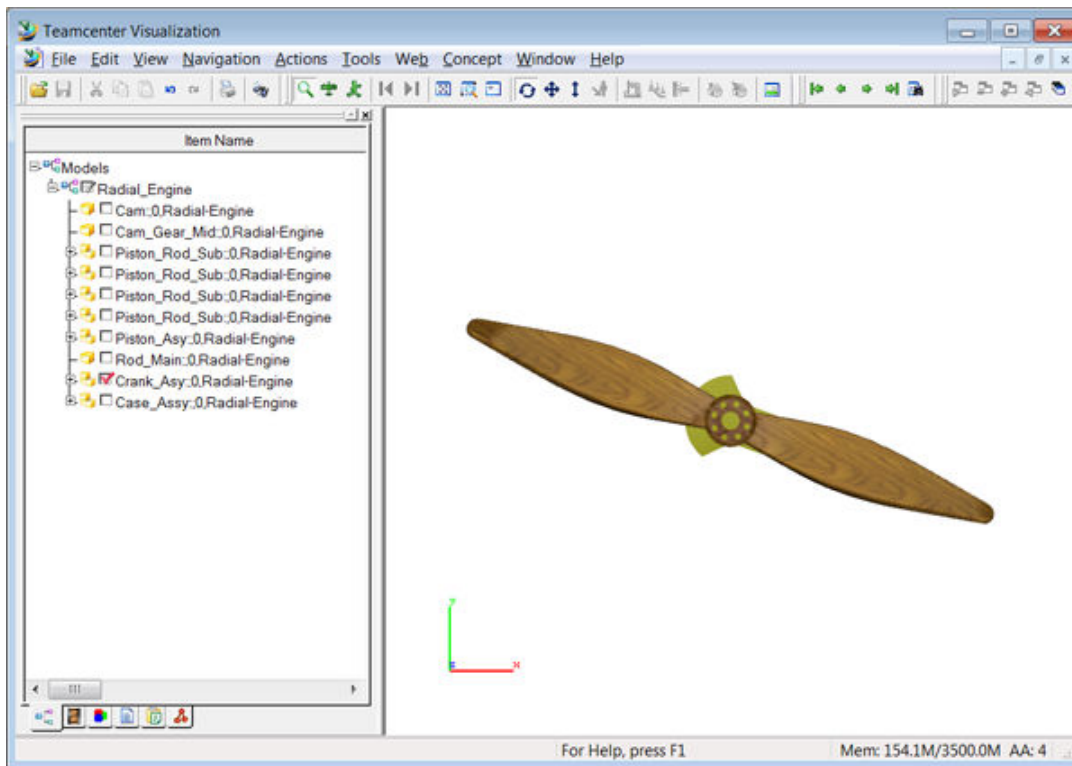 Teamcenter Visualization
File Edit View Navigation Actions Tools Web Concept Window Help
Item Name
Models
Radial_Engine
Cam:;0,Radial-Engine
Cam_Gear_Mid:;0,Radial-Engine
Piston_Rod_Sub:;0,Radial-Engine
Piston_Rod_Sub:;0,Radial-Engine
Piston_Rod_Sub:;0,Radial-Engine
Piston_Rod_Sub:;0,Radial-Engine
Piston_Asy:;0,Radial-Engine
Rod_Main:;0,Radial-Engine
Crank_Asy:;0,Radial-Engine
Case_Assy:;0,Radial-Engine
X
For Help, press F1 Mem: 154.1M/3500.0M AA: 4